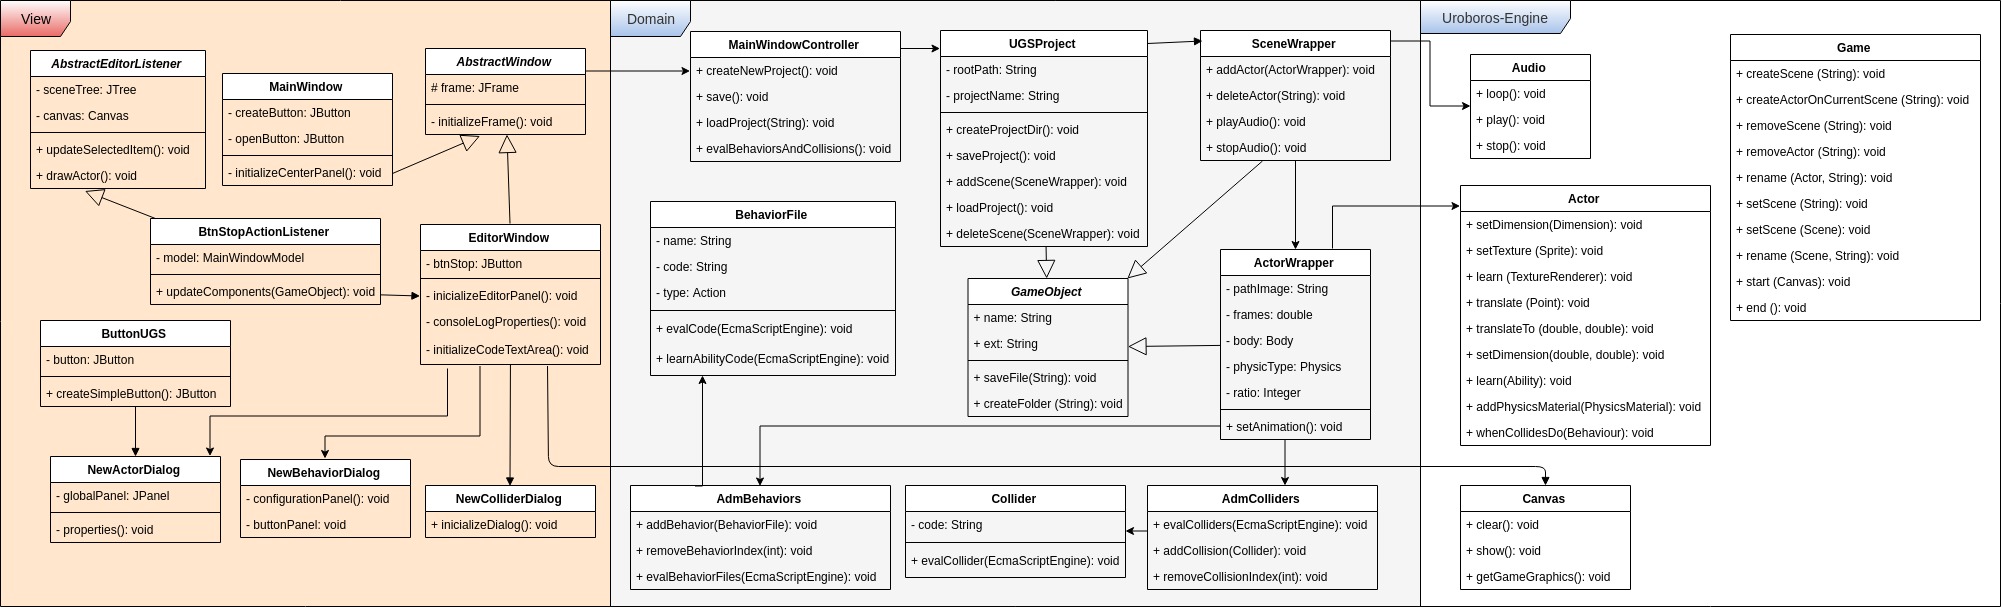 View
AbstractEditorListener
- sceneTree: JTree
- canvas: Canvas
+ updateSelectedItem(): void
+ drawActor(): void
MainWindow
- createButton: JButton
- openButton: JButton
- initializeCenterPanel(): void
AbstractWindow
# frame: JFrame
- initializeFrame(): void
BtnStopActionListener
- model: MainWindowModel
+ updateComponents(GameObject): void
EditorWindow
- btnStop: JButton
- inicializeEditorPanel(): void
- consoleLogProperties(): void
- initializeCodeTextArea(): void
ButtonUGS
- button: JButton
+ createSimpleButton(): JButton
NewActorDialog
- globalPanel: JPanel
- properties(): void
NewBehaviorDialog
- configurationPanel(): void
- buttonPanel: void
NewColliderDialog
+ inicializeDialog(): void
Domain
MainWindowController
+ createNewProject(): void
+ save(): void
+ loadProject(String): void
+ evalBehaviorsAndCollisions(): void
UGSProject
- rootPath: String
- projectName: String
+ createProjectDir(): void
+ saveProject(): void
+ addScene(SceneWrapper): void
+ loadProject(): void
+ deleteScene(SceneWrapper): void
SceneWrapper
+ addActor(ActorWrapper): void
+ deleteActor(String): void
+ playAudio(): void
+ stopAudio(): void
BehaviorFile
- name: String
- code: String
- type: Action
+ evalCode(EcmaScriptEngine): void
+ learnAbilityCode(EcmaScriptEngine): void
GameObject
+ name: String
+ ext: String
+ saveFile(String): void
+ createFolder (String): void
ActorWrapper
- pathImage: String
- frames: double
- body: Body
- physicType: Physics
- ratio: Integer
+ setAnimation(): void
AdmBehaviors
+ addBehavior(BehaviorFile): void
+ removeBehaviorIndex(int): void
+ evalBehaviorFiles(EcmaScriptEngine): void
Collider
- code: String
+ evalCollider(EcmaScriptEngine): void
AdmColliders
+ evalColliders(EcmaScriptEngine): void
+ addCollision(Collider): void
+ removeCollisionIndex(int): void
Uroboros-Engine
Audio
+ loop(): void
+ play(): void
+ stop(): void
Game
+ createScene (String): void
+ createActorOnCurrentScene (String): void
+ removeScene (String): void
+ removeActor (String): void
+ rename (Actor, String): void
+ setScene (String): void
+ setScene (Scene): void
+ rename (Scene, String): void
+ start (Canvas): void
+ end (): void
Actor
+ setDimension(Dimension): void
+ setTexture (Sprite): void
+ learn (TextureRenderer): void
+ translate (Point): void
+ translateTo (double, double): void
+ setDimension(double, double): void
+ learn(Ability): void
+ addPhysicsMaterial(PhysicsMaterial): void
+ whenCollidesDo(Behaviour): void
Canvas
+ clear(): void
+ show(): void
+ getGameGraphics(): void